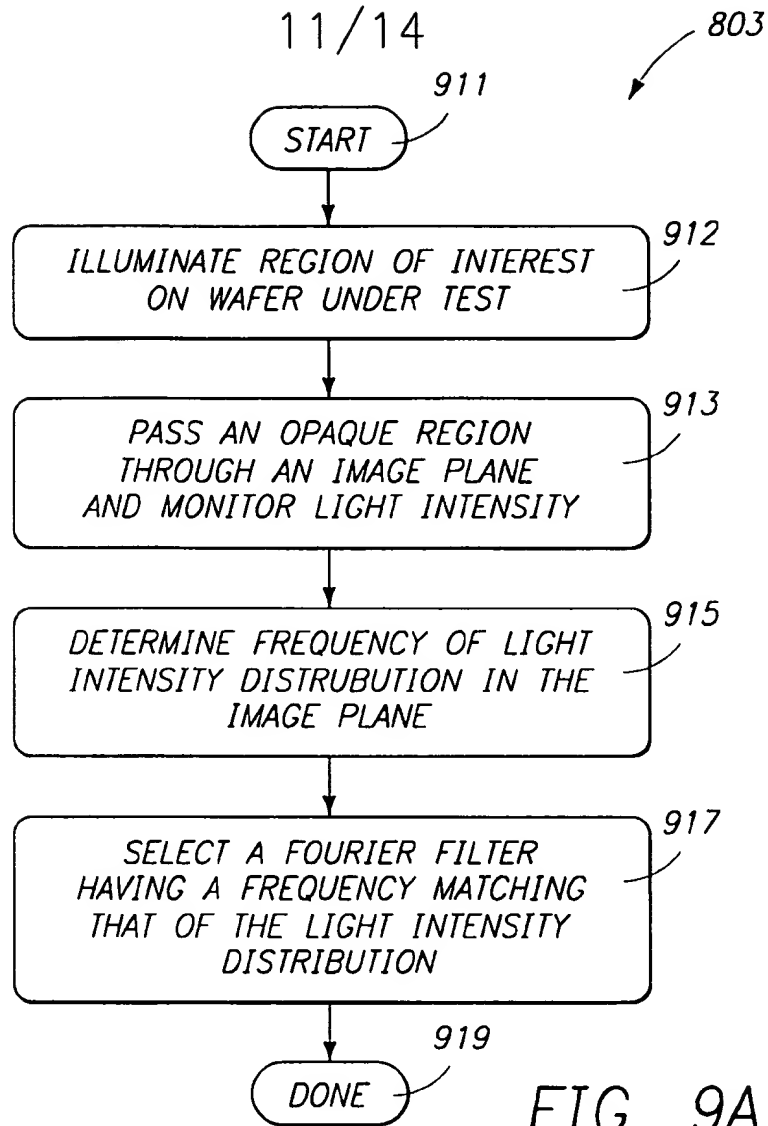 11/14
803
911
START
912
ILLUMINATE REGION OF INTEREST
ON WAFER UNDER TEST
913
PASS AN OPAQUE REGION
THROUGH AN IMAGE PLANE
AND MONITOR LIGHT INTENSITY
915
DETERMINE FREQUENCY OF LIGHT
INTENSITY DISTRUBUTION IN THE
IMAGE PLANE
917
SELECT A FOURIER FILTER
HAVING A FREQUENCY MATCHING
THAT OF THE LIGHT INTENSITY
DISTRIBUTION
919
DONE
FIG. 9A